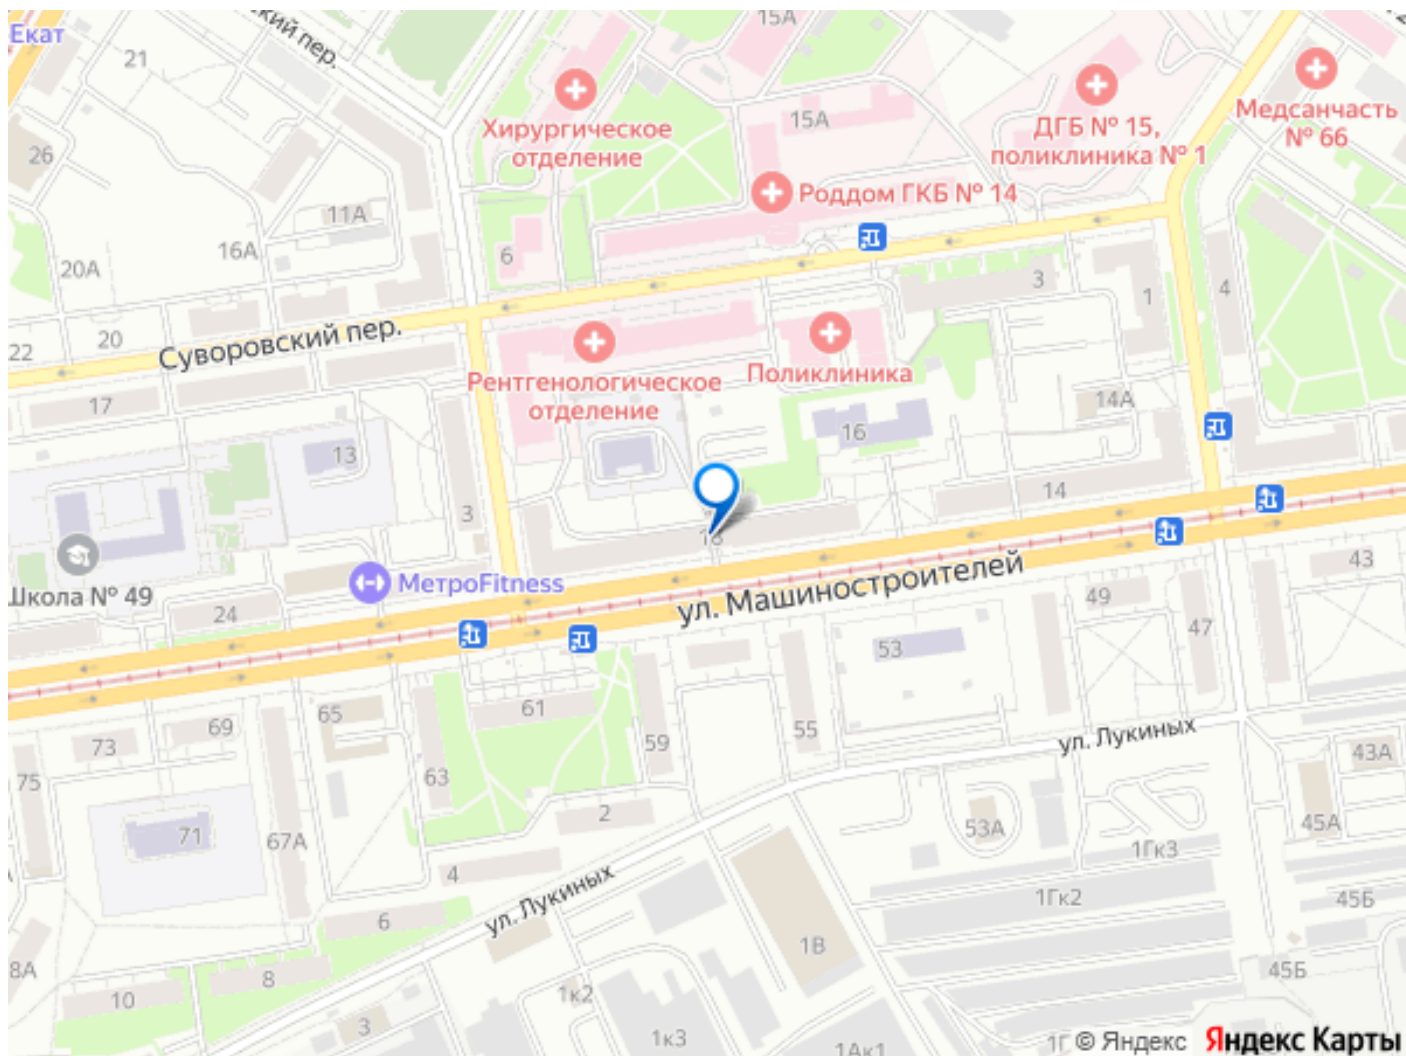 Екат
ский пер.
15А
21
Хирургическое
отделение
15А
ДГБ № 15,
поликлиника № 1
Медсанчасть
№ 66
26
Роддом ГКБ № 14
11А
16А
6
20А
3
1
4
20
22
Суворовский пер.
Рентгенологическое
отделение
Поликлиника
17
14А
16
13
14
3
18
Школа № 49
МетроFitness
24
ул. Машиностроителей
43
49
47
53
61
69
65
73
59
55
ул. Лукиных
43А
75
63
2
71
67А
53А
45А
1Гк3
4
ул. Лукиных
1Гк2
45Б
6
1В
8А
8
10
1к2
45Б
3
1к3
1Ак1
1Г
© Яндекс
Яндекс Карты